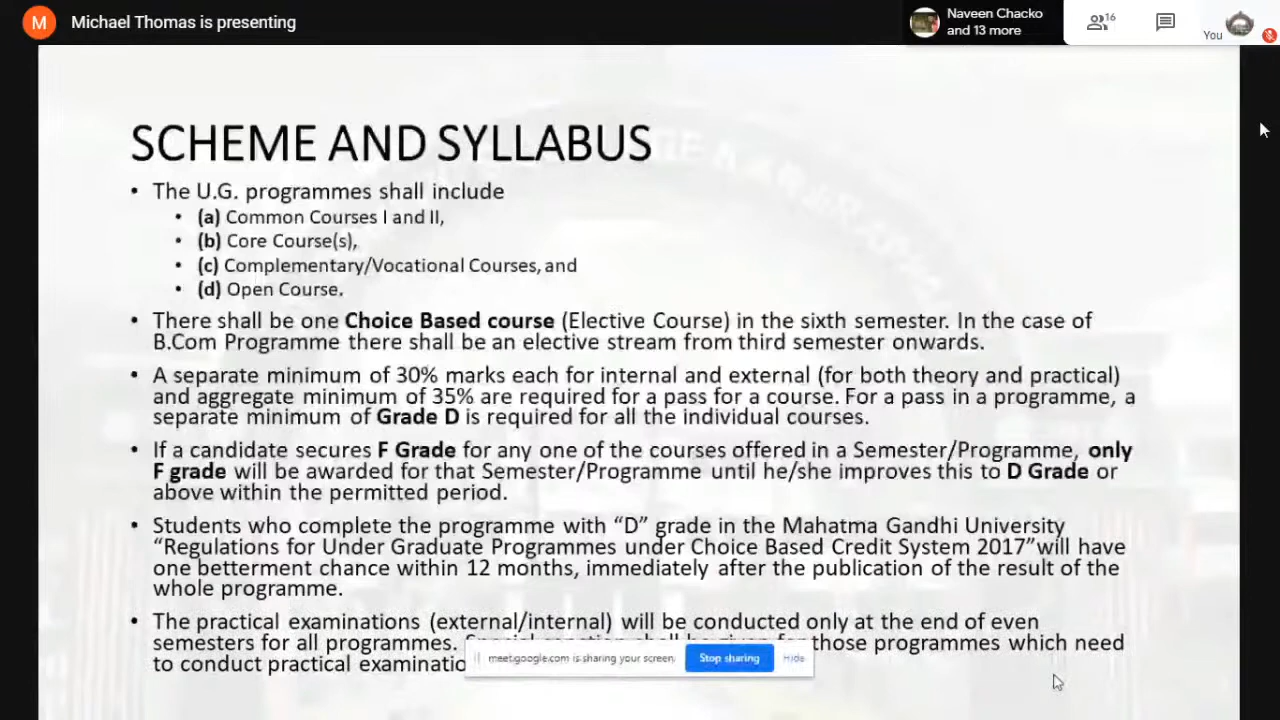 M Michael Thomas is presenting
Naveen Chacko
and 13 more
16
You
SCHEME AND SYLLABUS
• The U.G. programmes shall include
• (a) Common Courses I and II,
• (b) Core Course(s),
• (c) Complementary/Vocational Courses, and
• (d) Open Course.
• There shall be one Choice Based course (Elective Course) in the sixth semester. In the case of
B.Com Programme there shall be an elective stream from third semester onwards.
• A separate minimum of 30% marks each for internal and external (for both theory and practical)
and aggregate minimum of 35% are required for a pass for a course. For a pass in a programme, a
separate minimum of Grade D is required for all the individual courses.
• If a candidate secures F Grade for any one of the courses offered in a Semester/Programme, only
F grade will be awarded for that Semester/Programme until he/she improves this to D Grade or
above within the permitted period.
• Students who complete the programme with “D” grade in the Mahatma Gandhi University
“Regulations for Under Graduate Programmes under Choice Based Credit System 2017”will have
one betterment chance within 12 months, immediately after the publication of the result of the
whole programme.
• The practical examinations (external/internal) will be conducted only at the end of even
semesters for all programmes. Special sanction shall be given for those programmes which need
to conduct practical
meet.google.com is sharing your screen. Stop sharing Hide